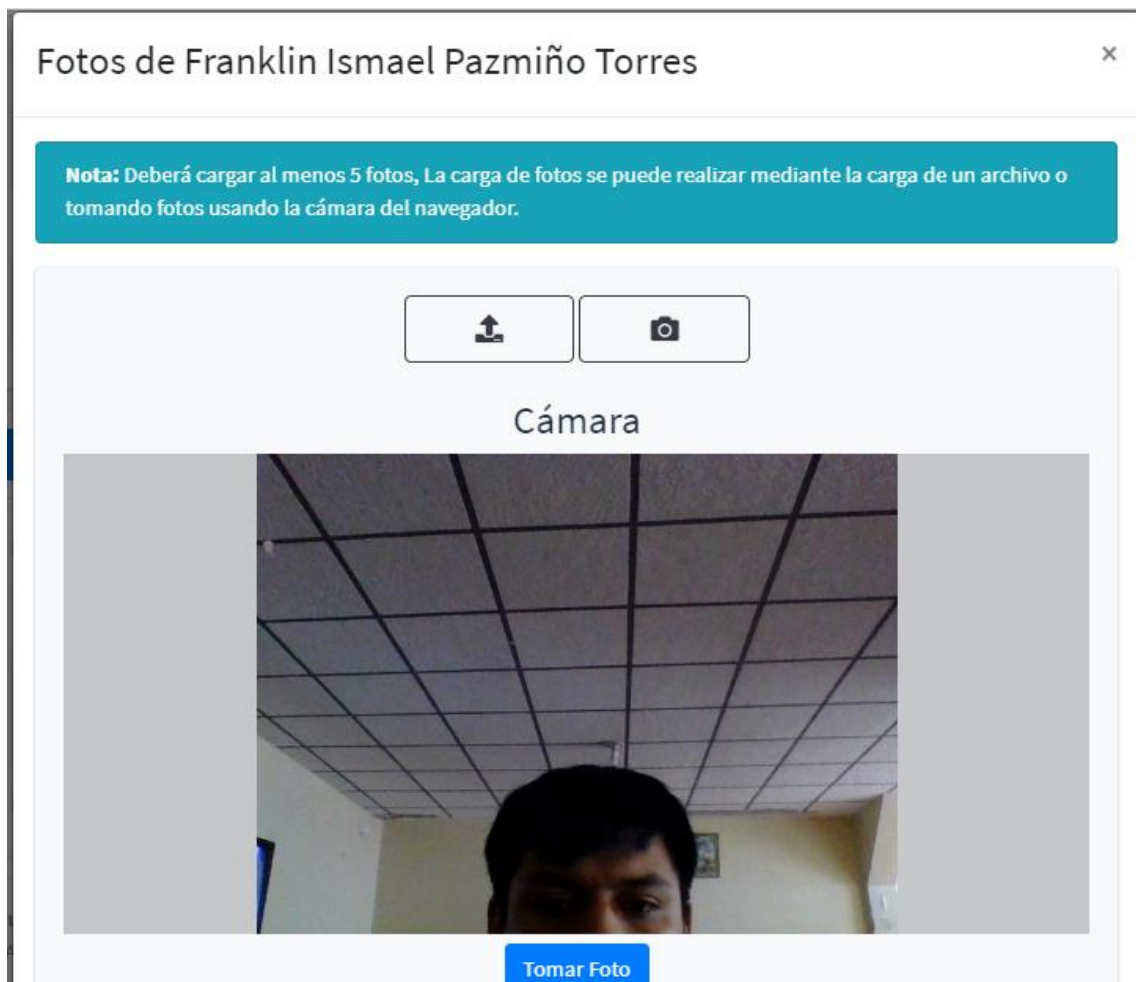 Fotos de Franklin Ismael Pazmiño Torres
×
Nota: Deberá cargar al menos 5 fotos, La carga de fotos se puede realizar mediante la carga de un archivo o
tomando fotos usando la cámara del navegador.
Cámara
Tomar Foto